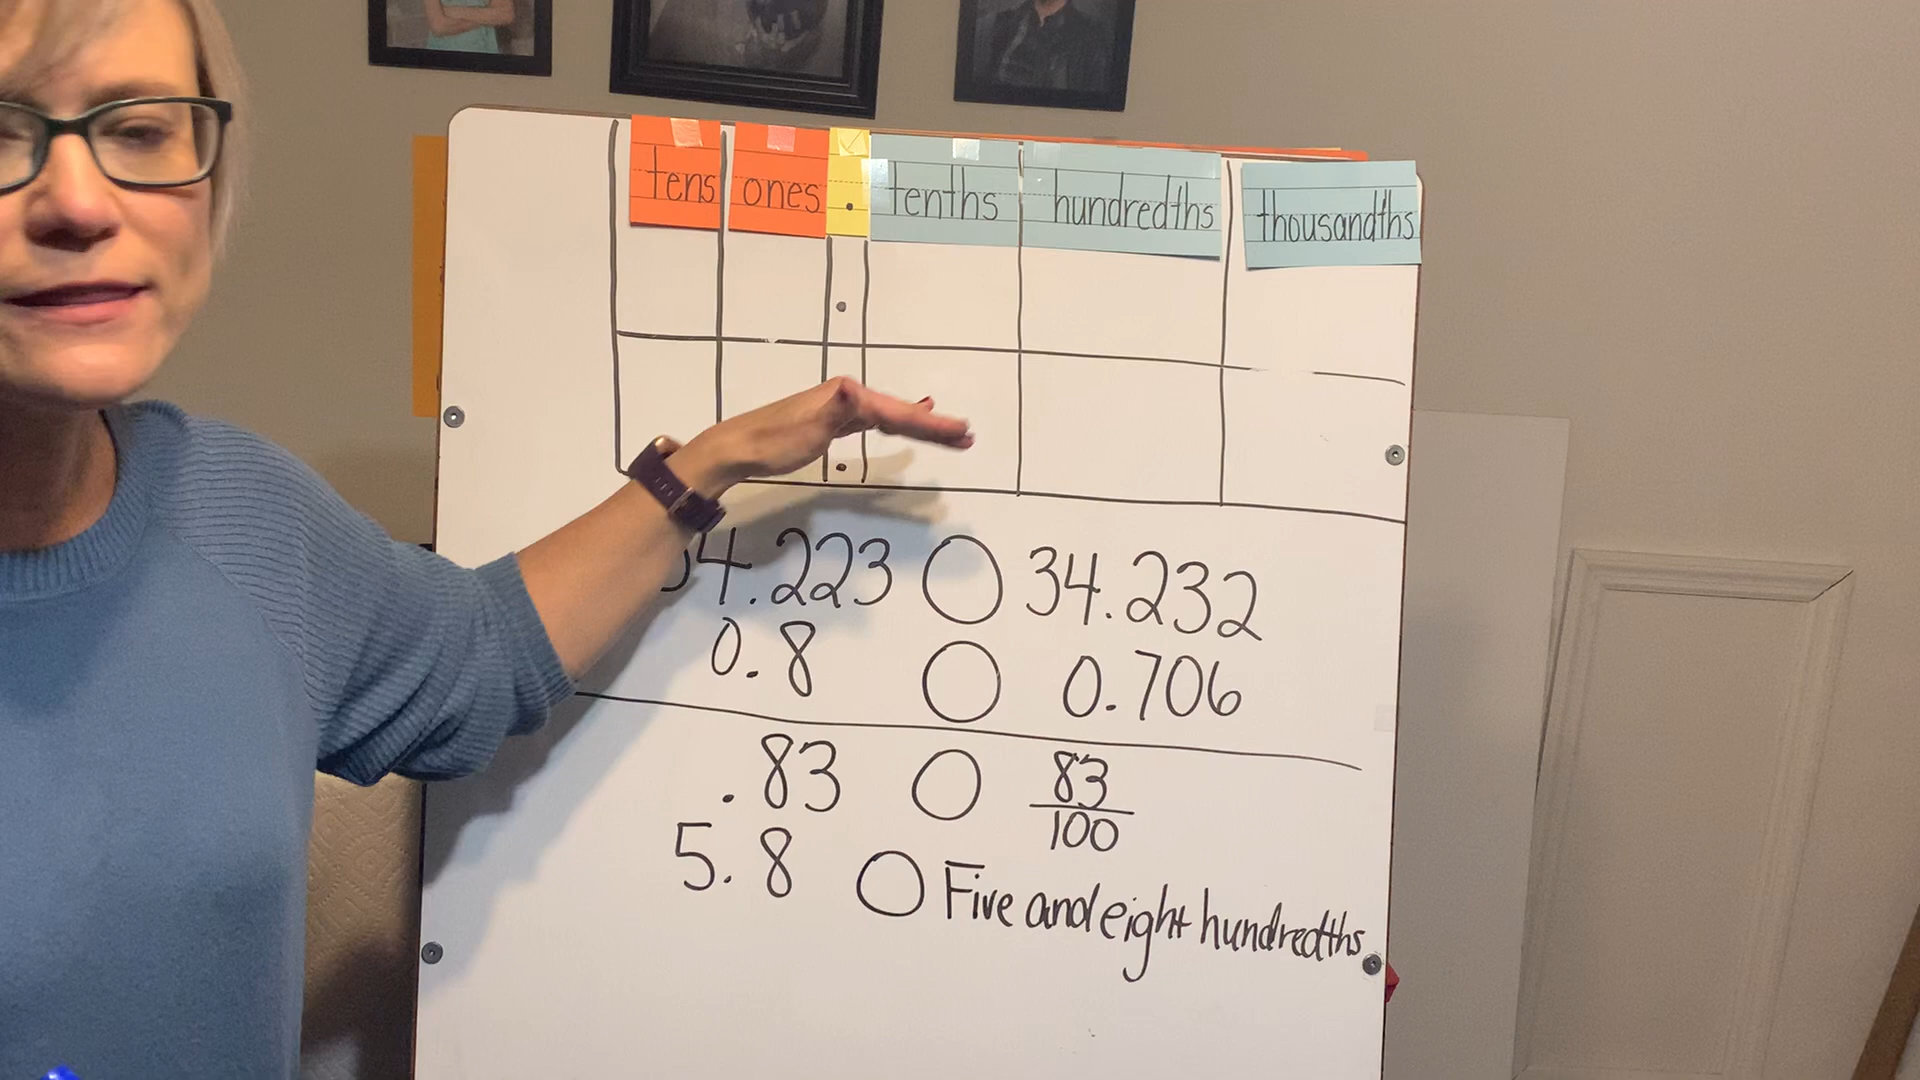 tens ones . tenths hundredths thousandths
.
.
34.223 34.232
0.8 0.706
.83 83/100
5.8 Five and eight hundredths